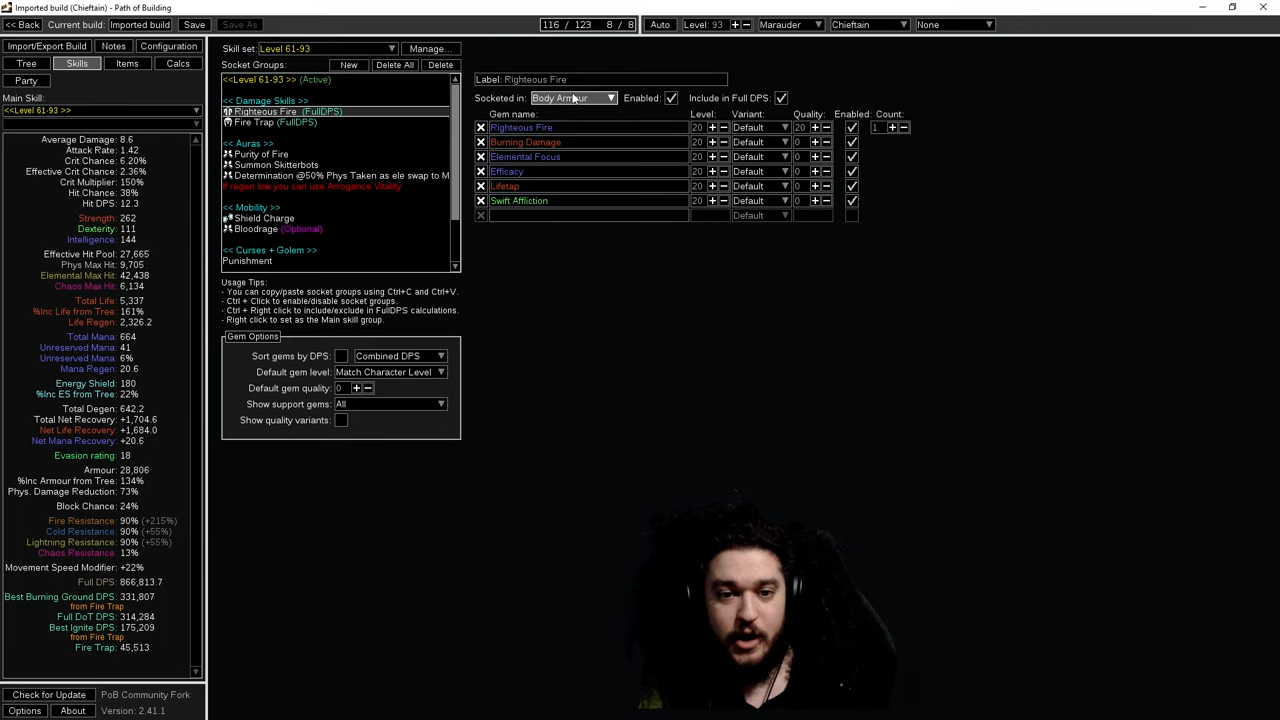 Imported build (Chieftain) - Path of Building
<< Back Current build: Imported build Save Save As 116 / 123 8 / 8 Auto Level: 93 Marauder Chieftain None
Import/Export Build Notes Configuration
Tree Skills Items Calcs
Party
Main Skill:
<<Level 61-93 >>
Average Damage: 8.6
Attack Rate: 1.42
Crit Chance: 6.20%
Effective Crit Chance: 2.36%
Crit Multiplier: 150%
Hit Chance: 38%
Hit DPS: 12.3
Strength: 262
Dexterity: 111
Intelligence: 144
Effective Hit Pool: 27,665
Phys Max Hit: 9,705
Elemental Max Hit: 42,438
Chaos Max Hit: 6,134
Total Life: 5,337
%Inc Life from Tree: 161%
Life Regen: 2,326.2
Total Mana: 664
Unreserved Mana: 41
Unreserved Mana: 6%
Mana Regen: 20.6
Energy Shield: 180
%Inc ES from Tree: 22%
Total Degen: 642.2
Total Net Recovery: +1,704.6
Net Life Recovery: +1,684.0
Net Mana Recovery: +20.6
Evasion rating: 18
Armour: 28,806
%Inc Armour from Tree: 134%
Phys. Damage Reduction: 73%
Block Chance: 24%
Fire Resistance: 90% (+215%)
Cold Resistance: 90% (+55%)
Lightning Resistance: 90% (+55%)
Chaos Resistance: 13%
Movement Speed Modifier: +22%
Full DPS: 866,813.7
Best Burning Ground DPS: 331,807
from Fire Trap
Full DoT DPS: 314,284
Best Ignite DPS: 175,209
from Fire Trap
Fire Trap: 45,513
Check for Update PoB Community Fork
Options About Version: 2.41.1
Skill set: Level 61-93 Manage...
Socket Groups: New Delete All Delete
<<Level 61-93 >> (Active)
<< Damage Skills >>
Righteous Fire (FullDPS)
Fire Trap (FullDPS)
<< Auras >>
Purity of Fire
Summon Skitterbots
Determination @50% Phys Taken as ele swap to M
If regen low you can use Arrogance Vitality
<< Mobility >>
Shield Charge
Bloodrage (Optional)
<< Curses + Golem >>
Punishment
Usage Tips:
- You can copy/paste socket groups using Ctrl+C and Ctrl+V.
- Ctrl + Click to enable/disable socket groups.
- Ctrl + Right click to include/exclude in FullDPS calculations.
- Right click to set as the Main skill group.
Gem Options
Sort gems by DPS: Combined DPS
Default gem level: Match Character Level
Default gem quality: 0
Show support gems: All
Show quality variants:
Label: Righteous Fire
Socketed in: Body Armour Enabled: Include in Full DPS:
Gem name: Level: Variant: Quality: Enabled: Count:
Righteous Fire 20 Default 20 1
Burning Damage 20 Default 0
Elemental Focus 20 Default 0
Efficacy 20 Default 0
Lifetap 20 Default 0
Swift Affliction 20 Default 0
Default